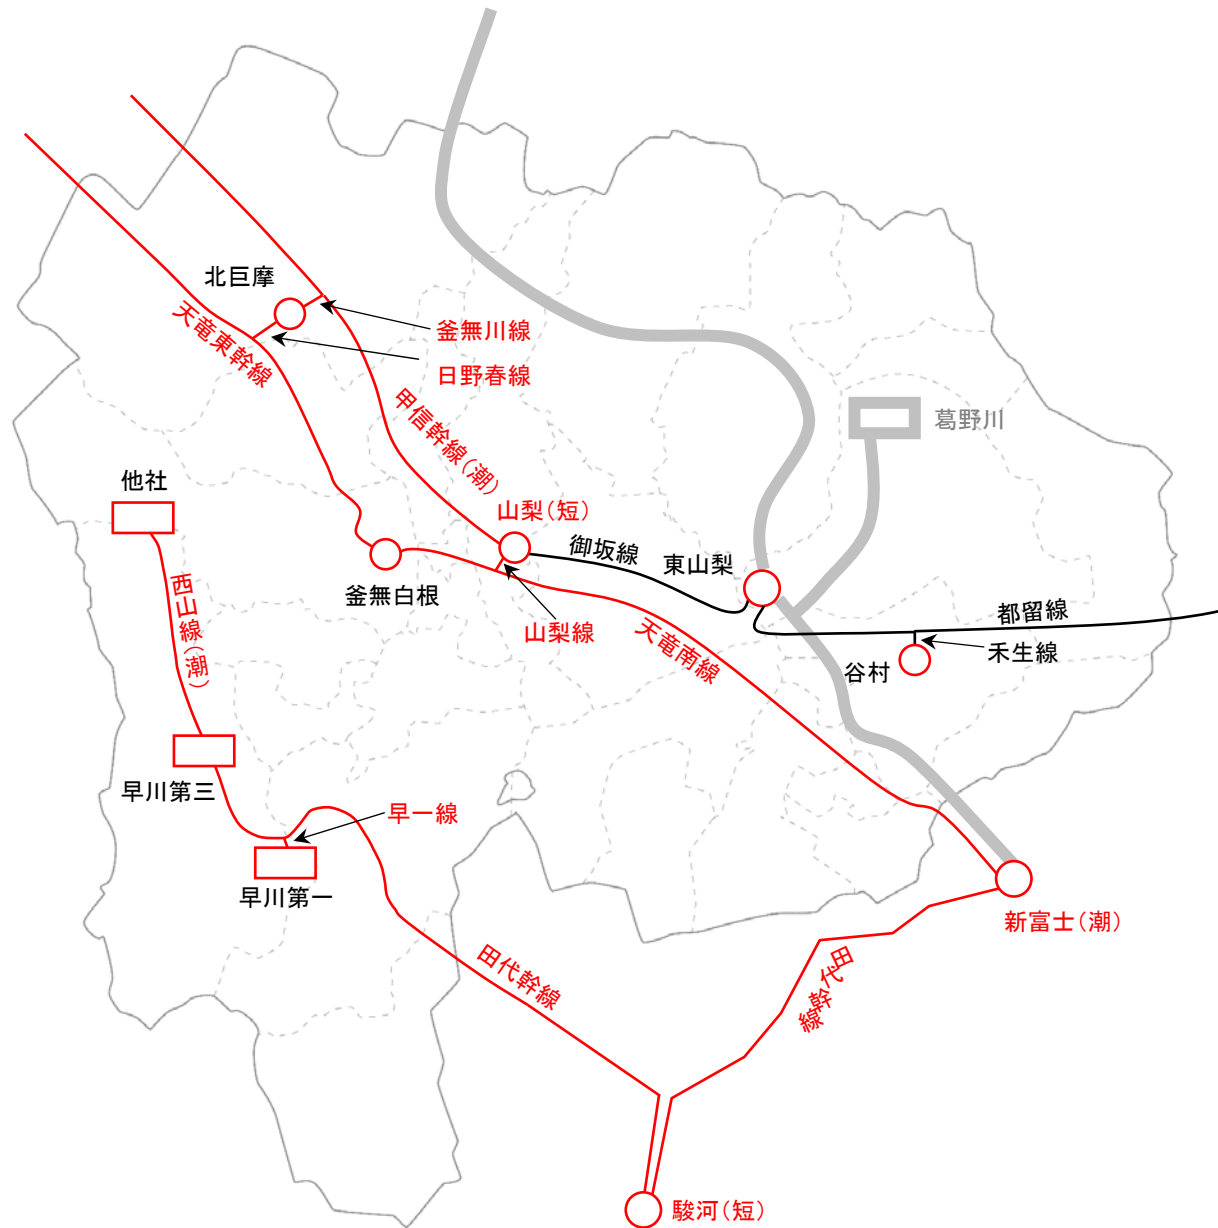 北巨摩
釜無川線
日野春線
天竜東幹線
甲信幹線(潮)
葛野川
他社
山梨(短)
御坂線
東山梨
釜無白根
山梨線
天竜南線
都留線
禾生線
谷村
西山線(潮)
早川第三
早一線
早川第一
新富士(潮)
田代幹線
田代幹線
駿河(短)